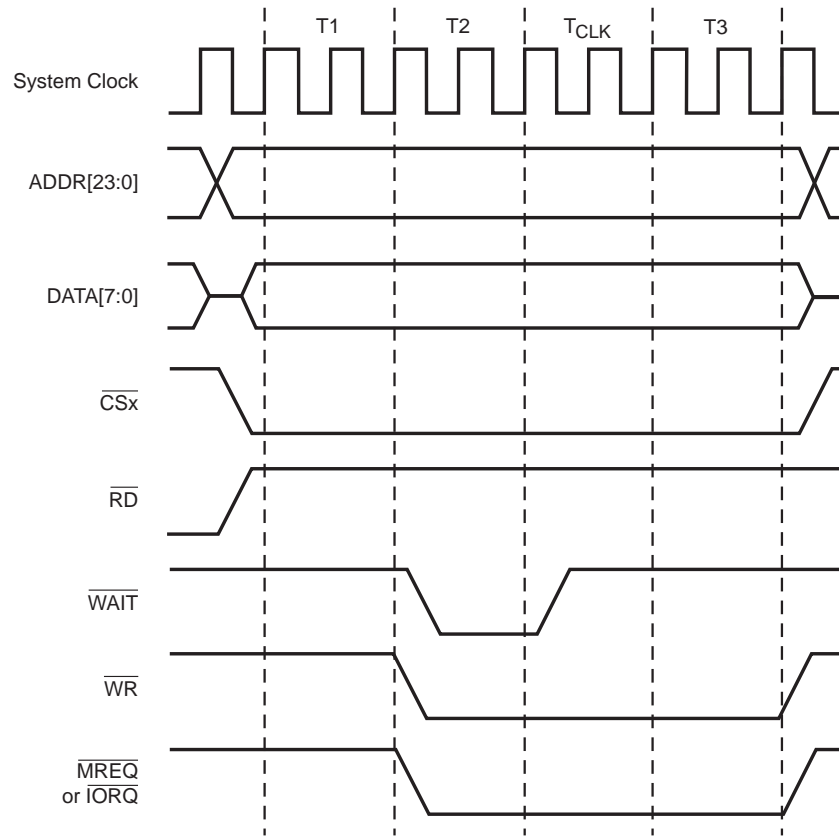 T1 T2 TCLK T3
System Clock
ADDR[23:0]
DATA[7:0]
CSx
RD
WAIT
WR
MREQ
or IORQ